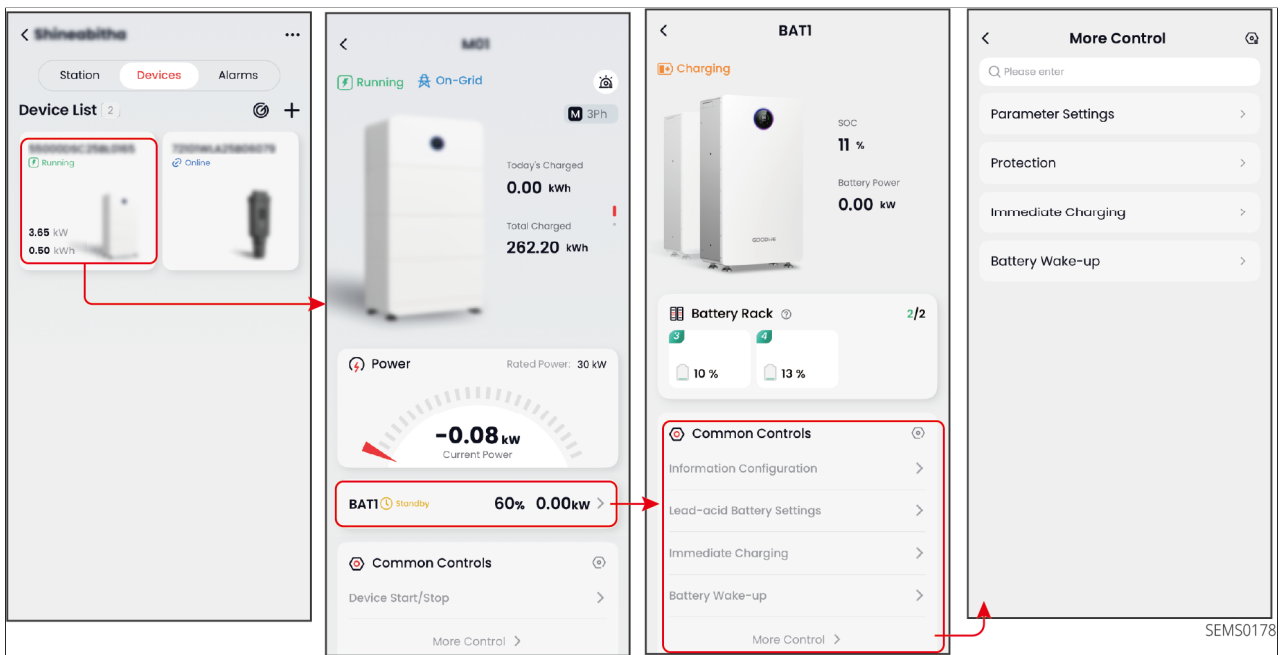 Station
Devices
Alarms
Device List 2
Running
Online
3.65 kW
0.50 kWh
Running
On-Grid
M 3Ph
Today's Charged
0.00 kWh
Total Charged
262.20 kWh
Power
Rated Power: 30 kW
-0.08 kW
Current Power
BAT1 Standby 60% 0.00kW
Common Controls
Device Start/Stop
More Control
BAT1
Charging
SOC
11 %
Battery Power
0.00 kW
GOODWE
Battery Rack ? 2/2
3
4
10 %
13 %
Common Controls
Information Configuration
Lead-acid Battery Settings
Immediate Charging
Battery Wake-up
More Control
More Control
Please enter
Parameter Settings
Protection
Immediate Charging
Battery Wake-up
SEMS0178